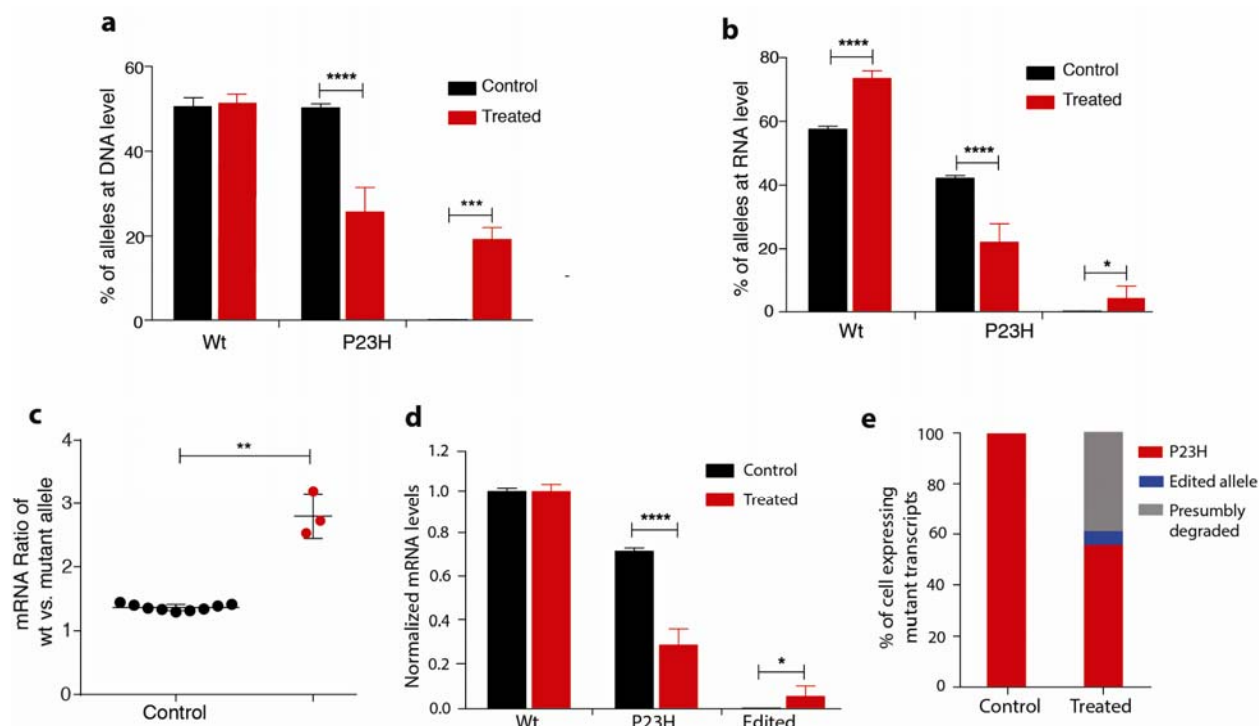 a
% of alleles at DNA level
60
40
20
0
****
***
Control
Treated
Wt
P23H
b
% of alleles at RNA level
80
60
40
20
0
****
****
*
Control
Treated
Wt
P23H
c
mRNA Ratio of
wt vs. mutant allele
4
3
2
1
0
**
Control
d
Normalized mRNA levels
1.2
1.0
0.8
0.6
0.4
0.2
0.0
****
*
Control
Treated
Wt
P23H
Edited
e
% of cell expressing
mutant transcripts
100
80
60
40
20
0
P23H
Edited allele
Presumbly
degraded
Control
Treated